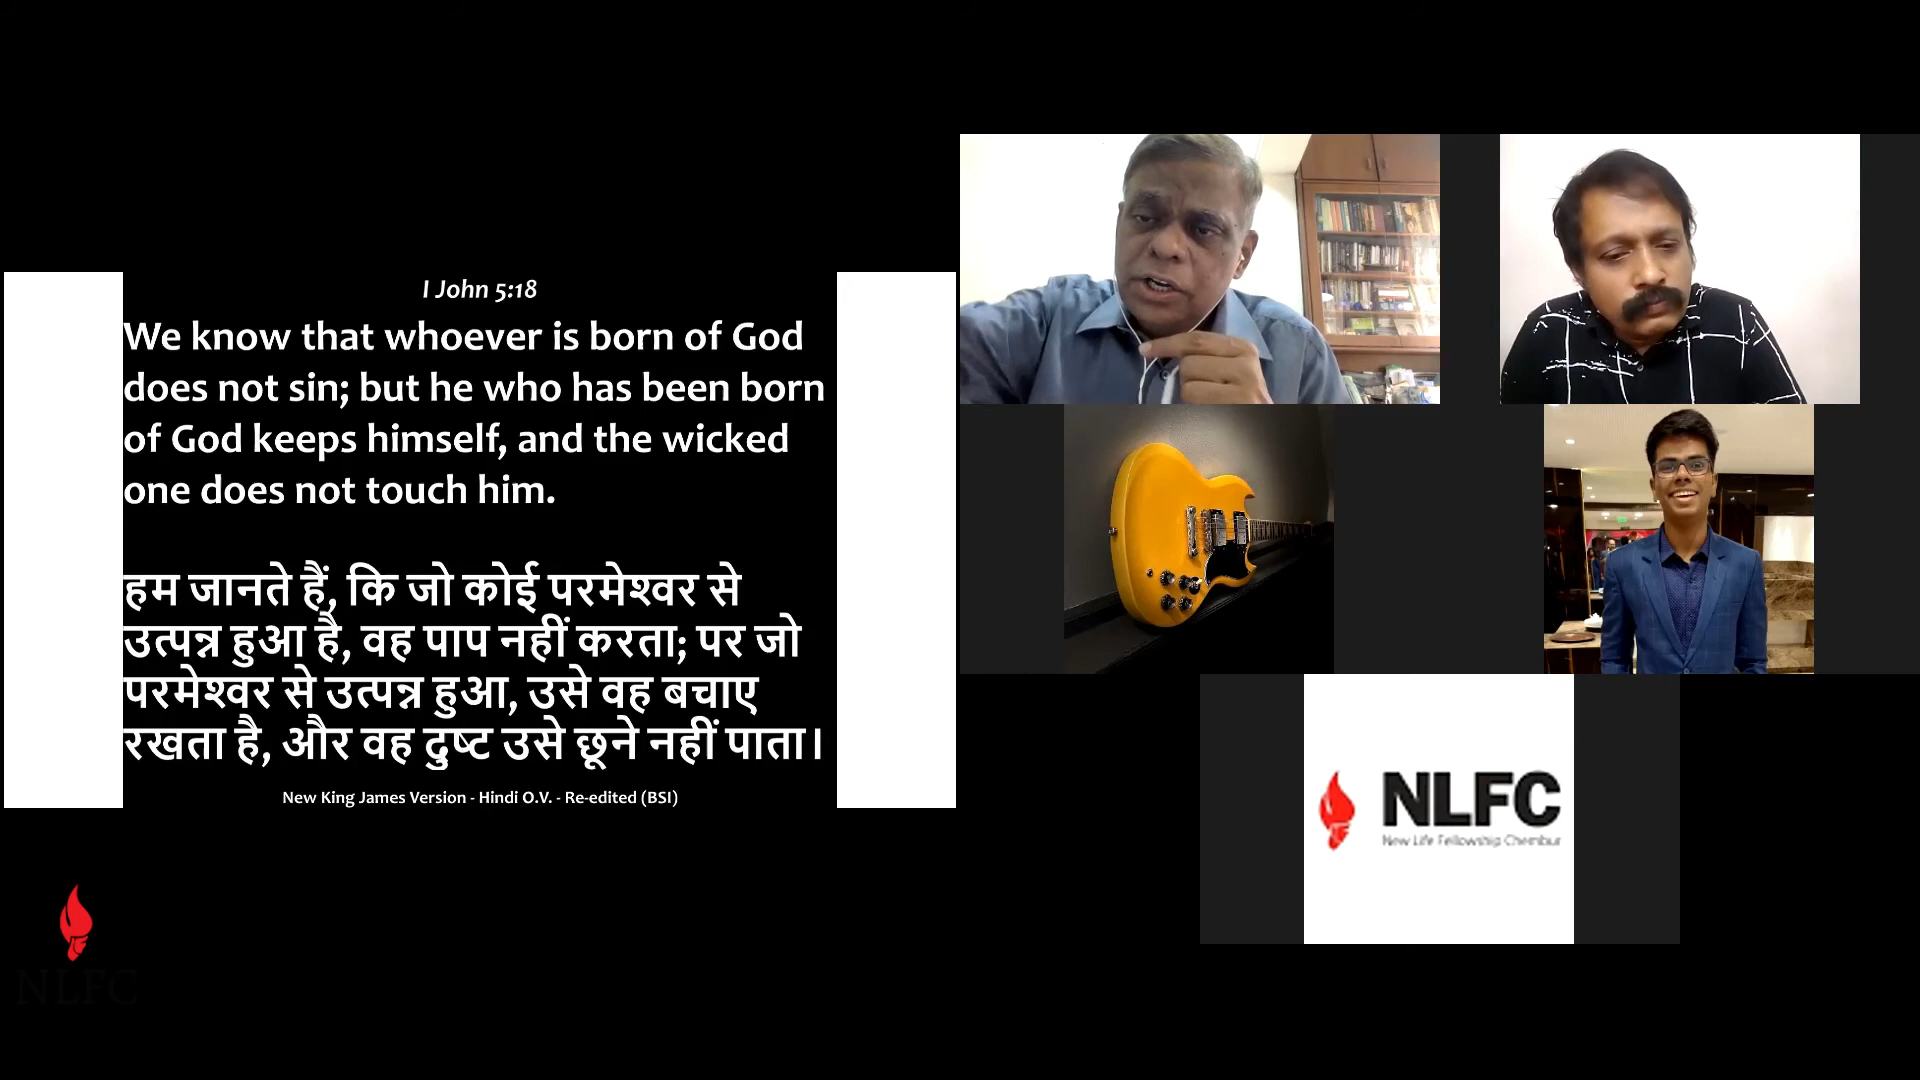 I John 5:18
We know that whoever is born of God
does not sin; but he who has been born
of God keeps himself, and the wicked
one does not touch him.
हम जानते हैं, कि जो कोई परमेश्वर से
उत्पन्न हुआ है, वह पाप नहीं करता; पर जो
परमेश्वर से उत्पन्न हुआ, उसे वह बचाए
रखता है, और वह दुष्ट उसे छूने नहीं पाता।
New King James Version - Hindi O.V. - Re-edited (BSI)
NLFC
NLFC
New Life Fellowship Chembur